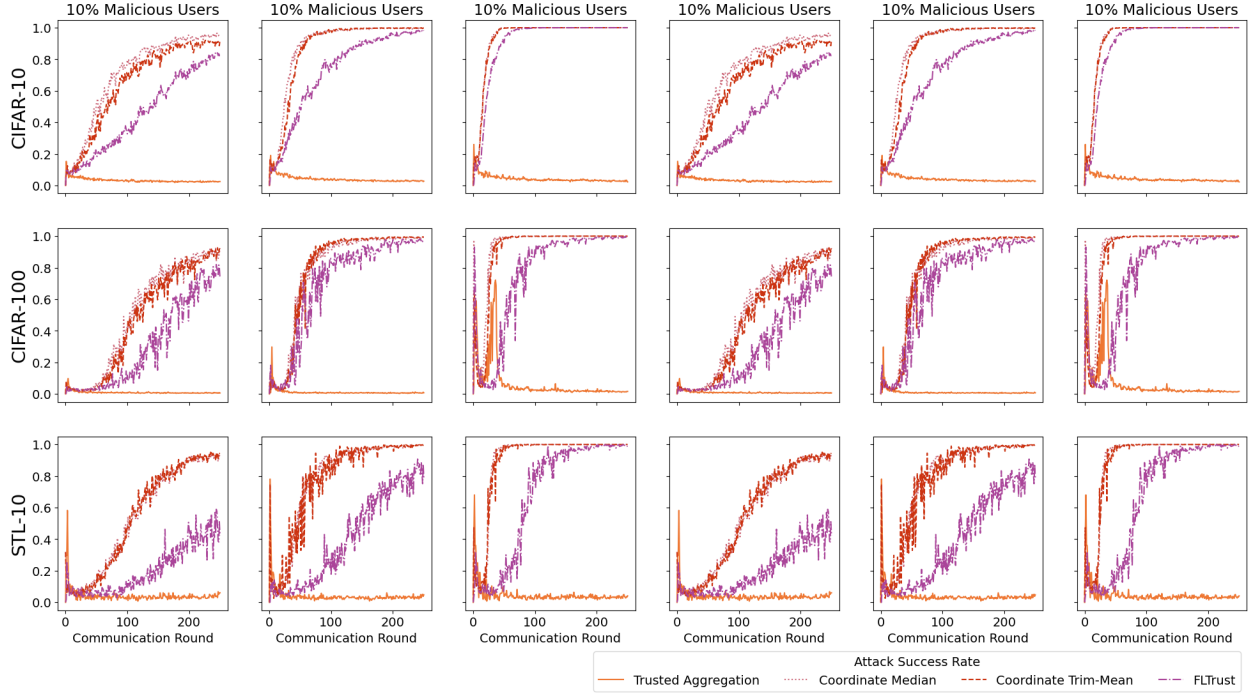 10% Malicious Users 10% Malicious Users 10% Malicious Users 10% Malicious Users 10% Malicious Users 10% Malicious Users
CIFAR-10
1.0
0.8
0.6
0.4
0.2
0.0
CIFAR-100
1.0
0.8
0.6
0.4
0.2
0.0
STL-10
1.0
0.8
0.6
0.4
0.2
0.0
0 100 200 0 100 200 0 100 200 0 100 200 0 100 200 0 100 200
Communication Round Communication Round Communication Round Communication Round Communication Round Communication Round
Attack Success Rate
Trusted Aggregation Coordinate Median Coordinate Trim-Mean FLTrust